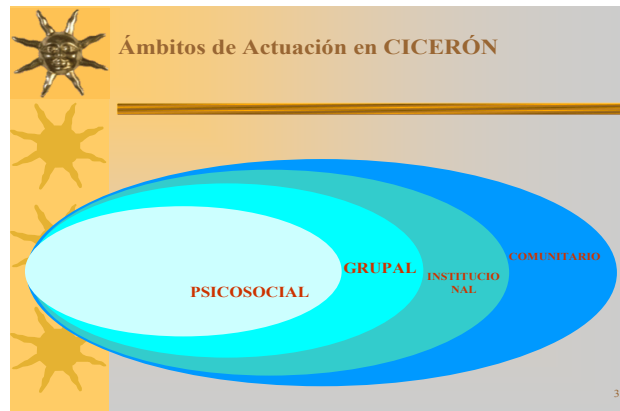 Ámbitos de Actuación en CICERÓN
COMUNITARIO
GRUPAL
INSTITUCIO
NAL
PSICOSOCIAL
3